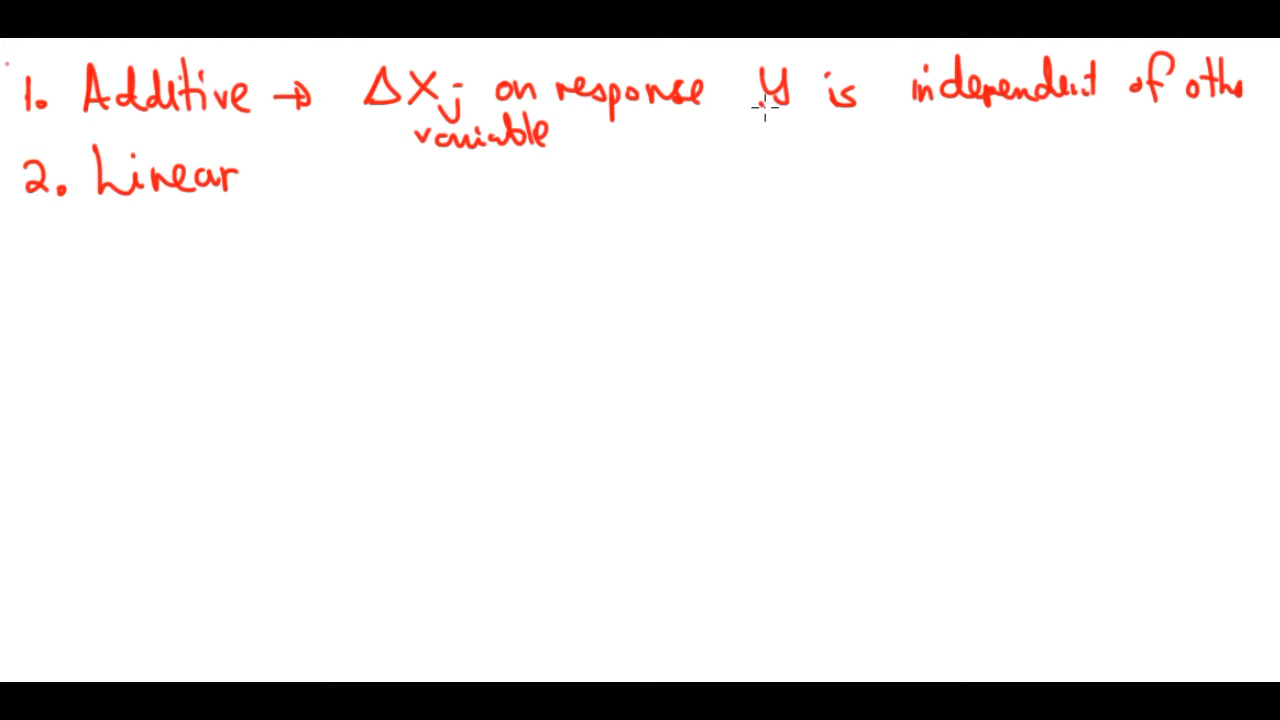 1. Additive → ΔXj on response y is independent of othe
variable
2. Linear